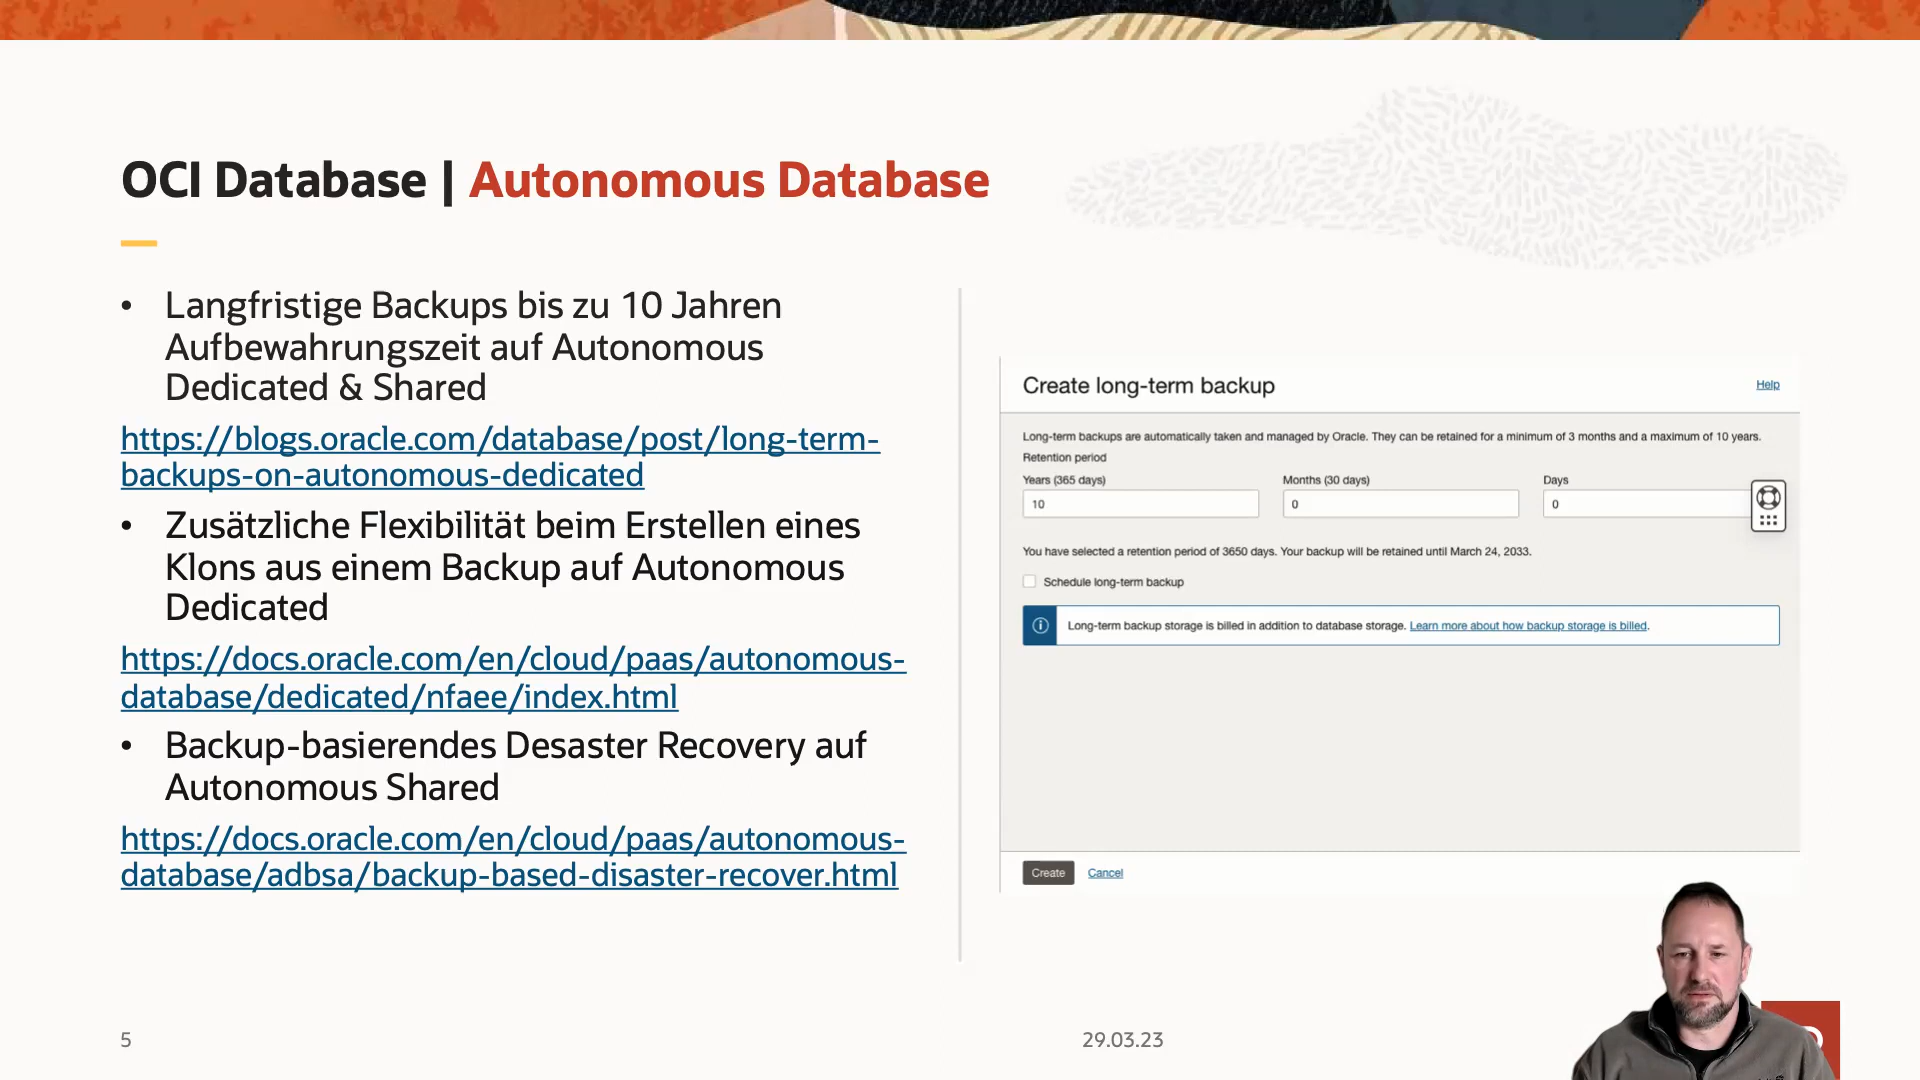 OCI Database | Autonomous Database
• Langfristige Backups bis zu 10 Jahren
Aufbewahrungszeit auf Autonomous
Dedicated & Shared
https://blogs.oracle.com/database/post/long-term-
backups-on-autonomous-dedicated
• Zusätzliche Flexibilität beim Erstellen eines
Klons aus einem Backup auf Autonomous
Dedicated
https://docs.oracle.com/en/cloud/paas/autonomous-
database/dedicated/nfaee/index.html
• Backup-basierendes Desaster Recovery auf
Autonomous Shared
https://docs.oracle.com/en/cloud/paas/autonomous-
database/adbsa/backup-based-disaster-recover.html
Create long-term backup
Help
Long-term backups are automatically taken and managed by Oracle. They can be retained for a minimum of 3 months and a maximum of 10 years.
Retention period
Years (365 days) Months (30 days) Days
10 0 0
You have selected a retention period of 3650 days. Your backup will be retained until March 24, 2033.
Schedule long-term backup
Long-term backup storage is billed in addition to database storage. Learn more about how backup storage is billed.
Create Cancel
5
29.03.23